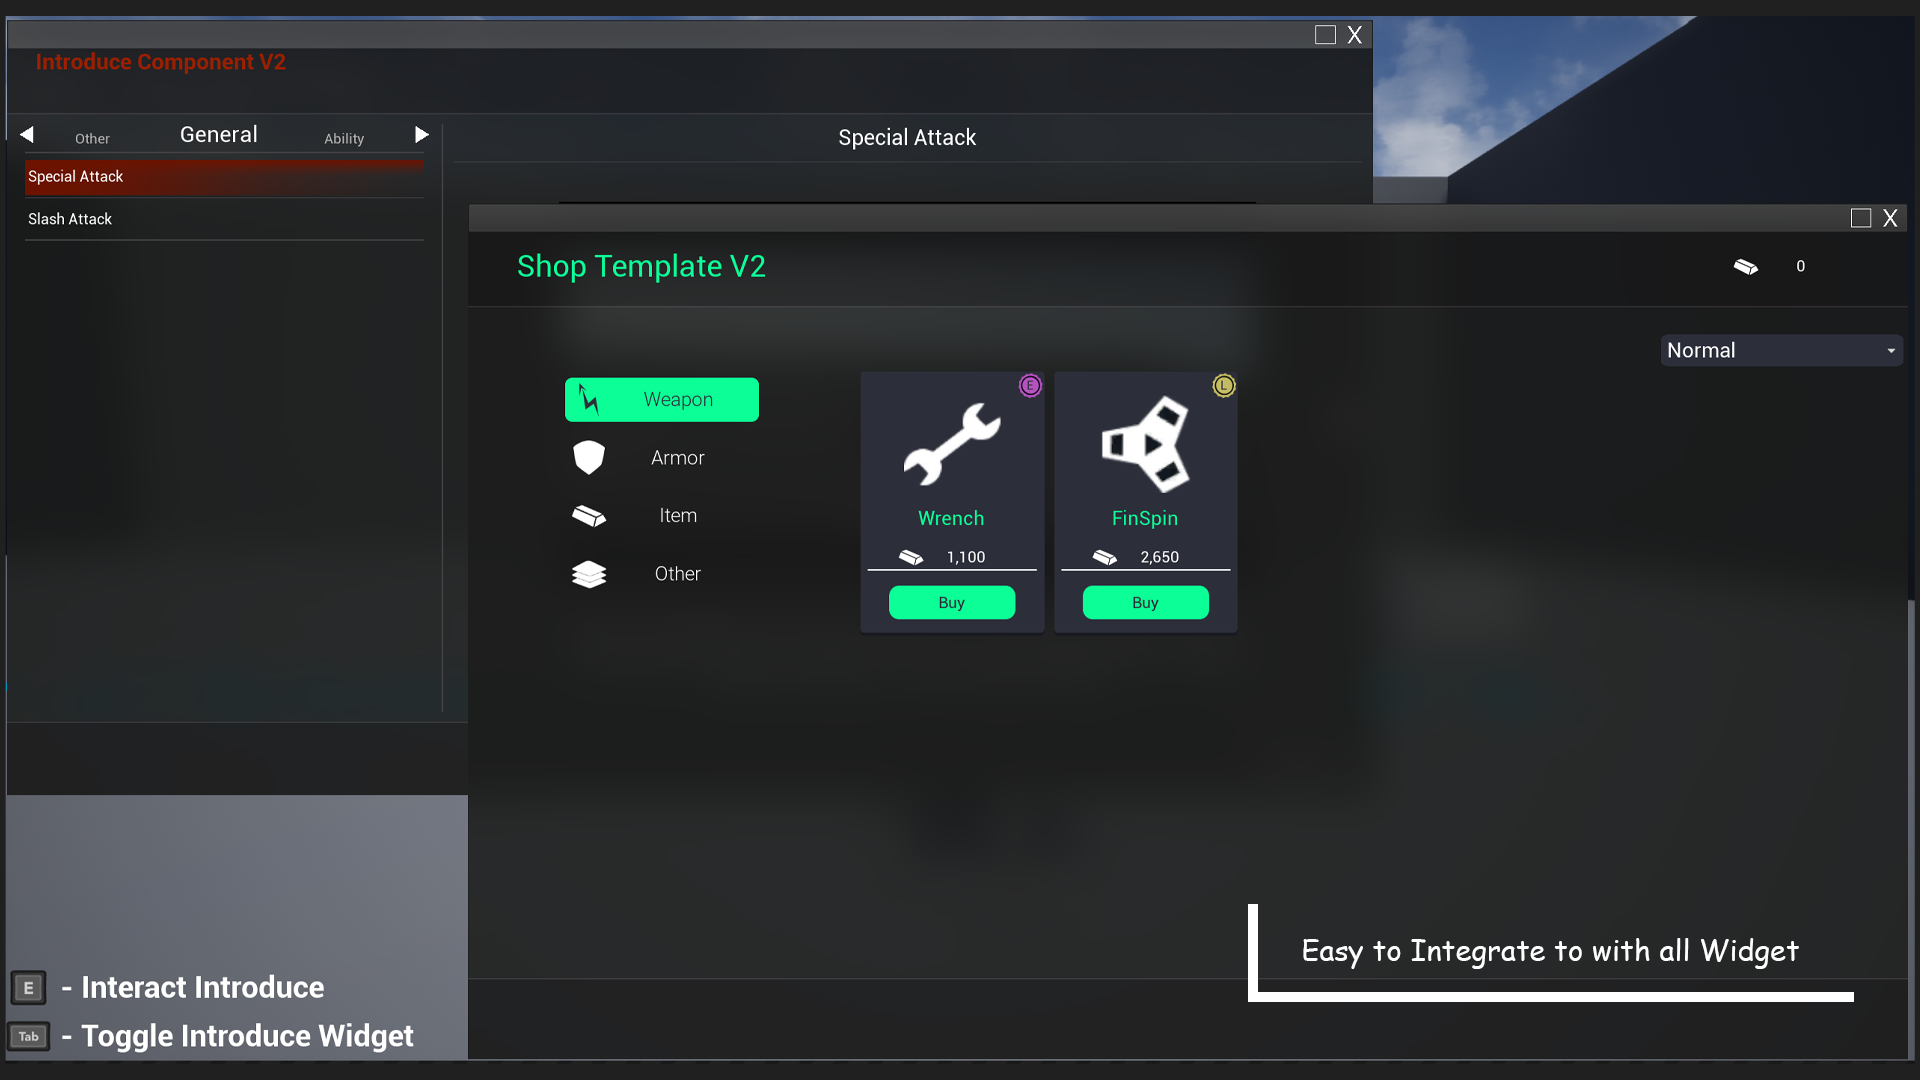 X
Introduce Component V2
Other General Ability
Special Attack
Special Attack
Slash Attack
X
Shop Template V2
0
Normal
Weapon
Armor
Item
Other
E
Wrench
1,100
Buy
L
FinSpin
2,650
Buy
Easy to Integrate to with all Widget
E - Interact Introduce
Tab - Toggle Introduce Widget